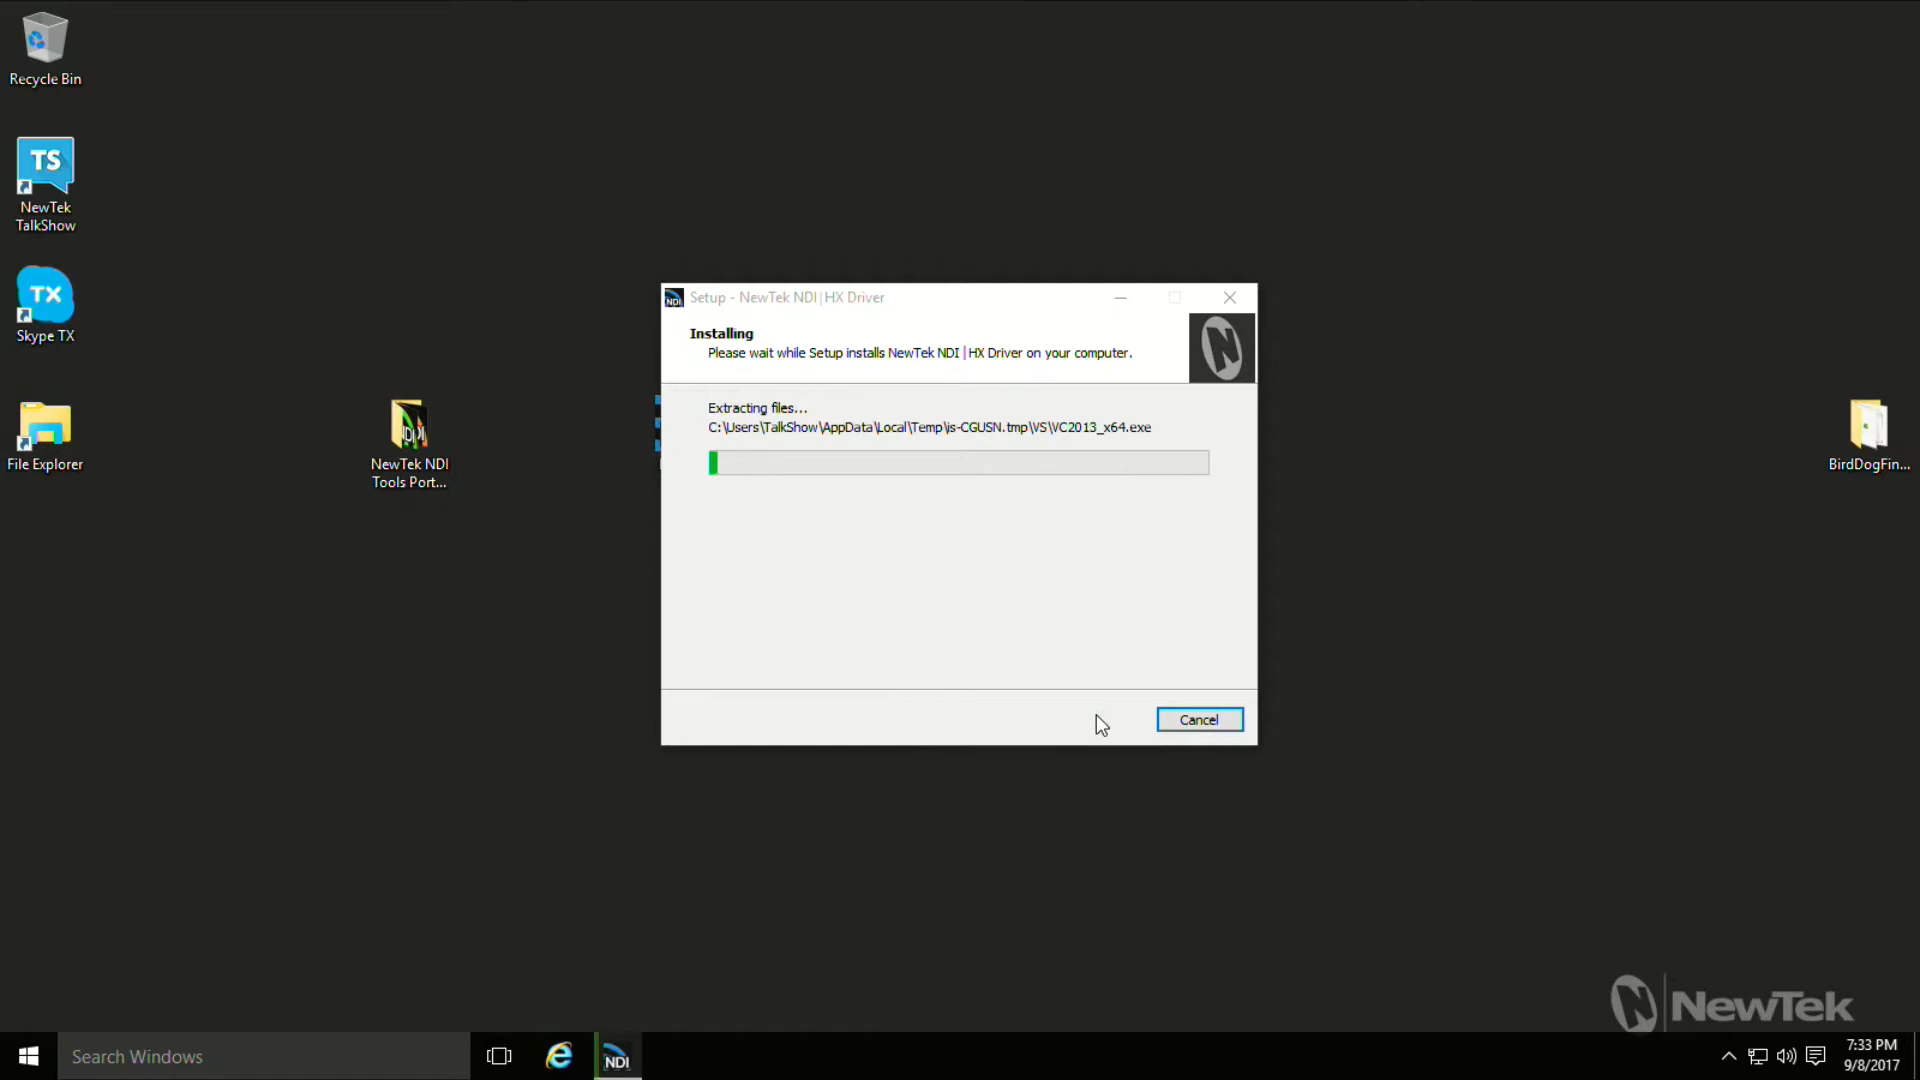 Recycle Bin
TS
NewTek
TalkShow
TX
Skype TX
File Explorer
NDI
NewTek NDI
Tools Port...
NDI
Setup - NewTek NDI|HX Driver
Installing
Please wait while Setup installs NewTek NDI|HX Driver on your computer.
Extracting files...
C:\Users\TalkShow\AppData\Local\Temp\is-CGUSN.tmp\VS\VC2013_x64.exe
Cancel
BirdDogFin...
NewTek
Search Windows
NDI
7:33 PM
9/8/2017